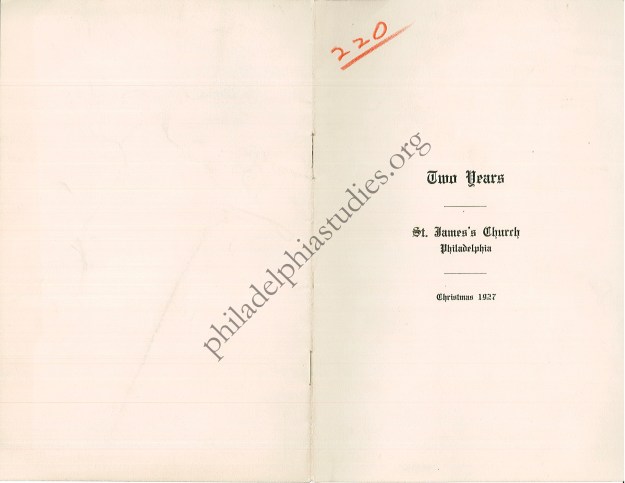 220
Two Years
St. James's Church
Philadelphia
Christmas 1927
philadelphiastudies.org